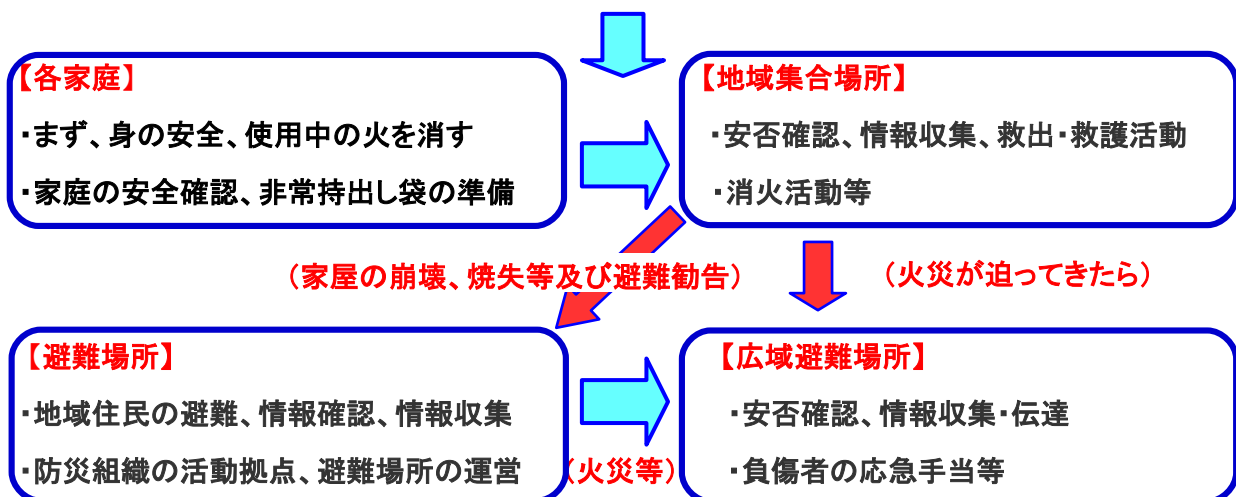 【各家庭】
・まず、身の安全、使用中の火を消す
・家庭の安全確認、非常持出し袋の準備
【地域集合場所】
・安否確認、情報収集、救出・救護活動
・消火活動等
(家屋の崩壊、焼失等及び避難勧告)
(火災が迫ってきたら)
【避難場所】
・地域住民の避難、情報確認、情報収集
・防災組織の活動拠点、避難場所の運営
(火災等)
【広域避難場所】
・安否確認、情報収集・伝達
・負傷者の応急手当等